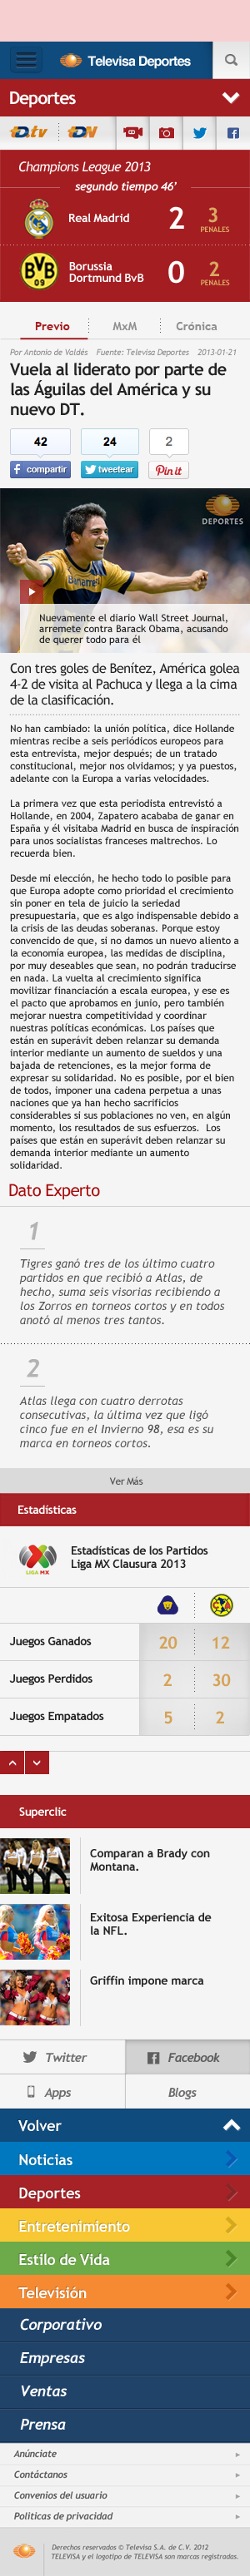 Televisa Deportes
Deportes
TDtv TDN
Champions League 2013
segundo tiempo 46’
Real Madrid 2 3 PENALES
BVB 09
Borussia
Dortmund BvB 0 2 PENALES
Previo MxM Crónica
Por Antonio de Valdés Fuente: Televisa Deportes 2013-01-21
Vuela al liderato por parte de
las Águilas del América y su
nuevo DT.
42 24 2
compartir twittear Pin it
DEPORTES
Nuevamente el diario Wall Street Journal,
arremete contra Barack Obama, acusando
de querer todo para él
Con tres goles de Benítez, América golea
4-2 de visita al Pachuca y llega a la cima
de la clasificación.
No han cambiado: la unión política, dice Hollande
mientras recibe a seis periódicos europeos para
esta entrevista, mejor después; de un tratado
constitucional, mejor nos olvidamos; y ya puestos,
adelante con la Europa a varias velocidades.
La primera vez que esta periodista entrevistó a
Hollande, en 2004, Zapatero acababa de ganar en
España y él visitaba Madrid en busca de inspiración
para unos socialistas franceses maltrechos. Lo
recuerda bien.
Desde mi elección, he hecho todo lo posible para
que Europa adopte como prioridad el crecimiento
sin poner en tela de juicio la seriedad
presupuestaria, que es algo indispensable debido a
la crisis de las deudas soberanas. Porque estoy
convencido de que, si no damos un nuevo aliento a
la economía europea, las medidas de disciplina,
por muy deseables que sean, no podrán traducirse
en nada. La vuelta al crecimiento significa
movilizar financiación a escala europea, y ese es
el pacto que aprobamos en junio, pero también
mejorar nuestra competitividad y coordinar
nuestras políticas económicas. Los países que
están en superávit deben relanzar su demanda
interior mediante un aumento de sueldos y una
bajada de retenciones, es la mejor forma de
expresar su solidaridad. No es posible, por el bien
de todos, imponer una cadena perpetua a unas
naciones que ya han hecho sacrificios
considerables si sus poblaciones no ven, en algún
momento, los resultados de sus esfuerzos. Los
países que están en superávit deben relanzar su
demanda interior mediante un aumento
solidaridad.
Dato Experto
1
Tigres ganó tres de los último cuatro
partidos en que recibió a Atlas, de
hecho, suma seis visorias recibiendo a
los Zorros en torneos cortos y en todos
anotó al menos tres tantos.
2
Atlas llega con cuatro derrotas
consecutivas, la última vez que ligó
cinco fue en el Invierno 98, esa es su
marca en torneos cortos.
Ver Más
Estadísticas
LIGA MX
Estadísticas de los Partidos
Liga MX Clausura 2013
Juegos Ganados 20 12
Juegos Perdidos 2 30
Juegos Empatados 5 2
Superclic
Comparan a Brady con
Montana.
Exitosa Experiencia de
la NFL.
Griffin impone marca
Twitter Facebook
Apps Blogs
Volver
Noticias
Deportes
Entretenimiento
Estilo de Vida
Televisión
Corporativo
Empresas
Ventas
Prensa
Anúnciate
Contáctanos
Convenios del usuario
Políticas de privacidad
Derechos reservados © Televisa S.A. de C.V. 2012
TELEVISA y el logotipo de TELEVISA son marcas registradas.